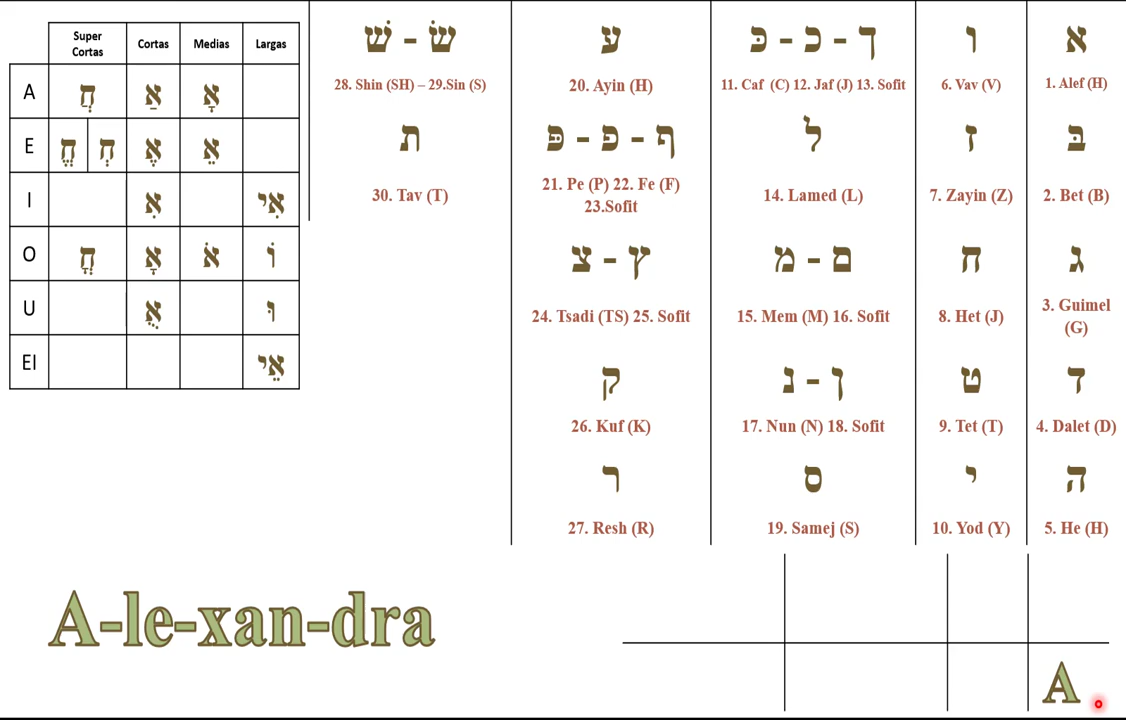 Super Cortas Cortas Medias Largas
A חֲ אַ אָ
E חֱ חְ אֶ אֵ
I אִ אִי
O חֳ אָ אֹ וֹ
U אֻ וּ
EI אֵי
שׂ - שׁ
28. Shin (SH) – 29.Sin (S)
ת
30. Tav (T)
ע
20. Ayin (H)
ף - פ - פּ
21. Pe (P) 22. Fe (F)
23.Sofit
ץ - צ
24. Tsadi (TS) 25. Sofit
ק
26. Kuf (K)
ר
27. Resh (R)
ך - כ - כּ
11. Caf (C) 12. Jaf (J) 13. Sofit
ל
14. Lamed (L)
ם - מ
15. Mem (M) 16. Sofit
ן - נ
17. Nun (N) 18. Sofit
ס
19. Samej (S)
ו
6. Vav (V)
ז
7. Zayin (Z)
ח
8. Het (J)
ט
9. Tet (T)
י
10. Yod (Y)
א
1. Alef (H)
בּ
2. Bet (B)
ג
3. Guimel
(G)
ד
4. Dalet (D)
ה
5. He (H)
A-le-xan-dra
A